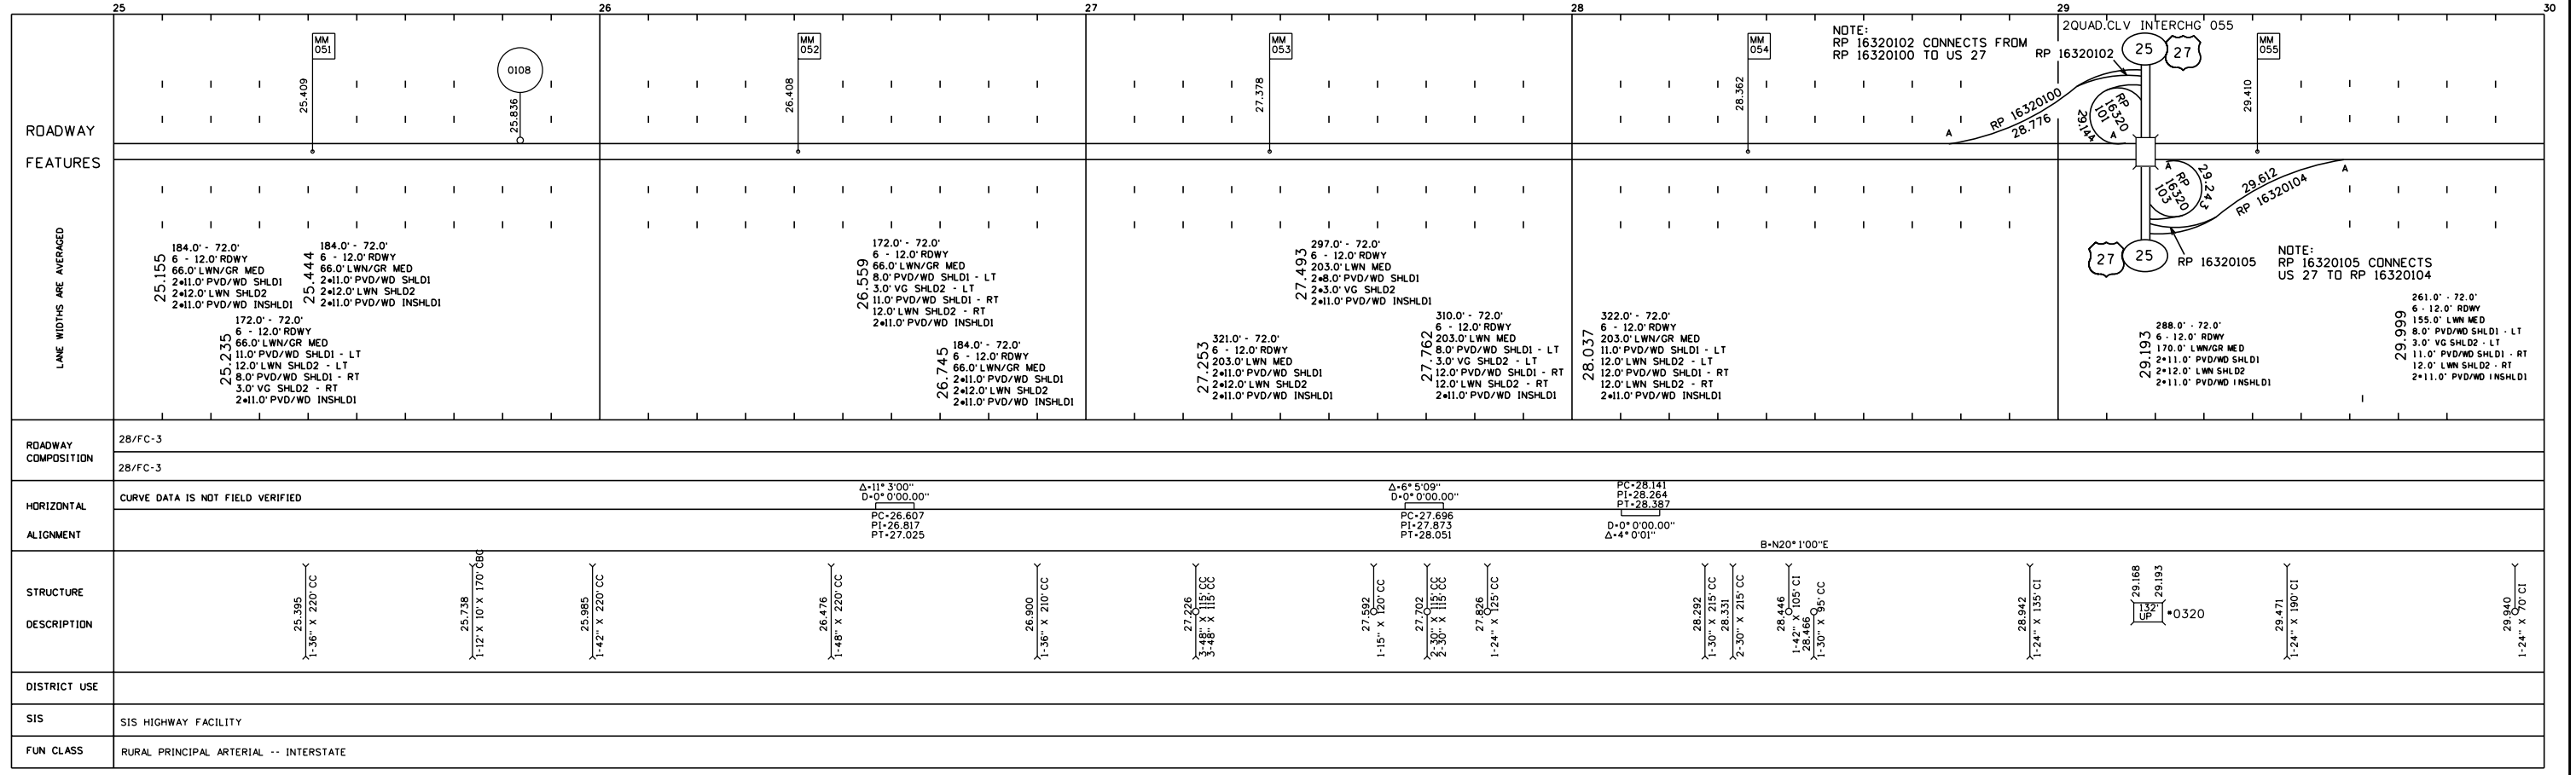 25
26
27
28
29
30
ROADWAY
FEATURES
LANE WIDTHS ARE AVERAGED
MM
051
25.409
0108
25.836
MM
052
26.408
MM
053
27.378
MM
054
28.362
NOTE:
RP 16320102 CONNECTS FROM
RP 16320100 TO US 27
2QUAD.CLV INTERCHG 055
RP 16320102
25
27
MM
055
29.410
RP 16320100
28.776
A
RP
16320
101
29.144
A
A
RP
16320
103
29.243
29.612
RP 16320104
A
27
25
RP 16320105
NOTE:
RP 16320105 CONNECTS
US 27 TO RP 16320104
25.155
184.0' - 72.0'
6 - 12.0' RDWY
66.0' LWN/GR MED
2•11.0' PVD/WD SHLD1
2•12.0' LWN SHLD2
2•11.0' PVD/WD INSHLD1
25.235
172.0' - 72.0'
6 - 12.0' RDWY
66.0' LWN/GR MED
11.0' PVD/WD SHLD1 - LT
12.0' LWN SHLD2 - LT
8.0' PVD/WD SHLD1 - RT
3.0' VG SHLD2 - RT
2•11.0' PVD/WD INSHLD1
25.444
184.0' - 72.0'
6 - 12.0' RDWY
66.0' LWN/GR MED
2•11.0' PVD/WD SHLD1
2•12.0' LWN SHLD2
2•11.0' PVD/WD INSHLD1
26.559
172.0' - 72.0'
6 - 12.0' RDWY
66.0' LWN/GR MED
8.0' PVD/WD SHLD1 - LT
3.0' VG SHLD2 - LT
11.0' PVD/WD SHLD1 - RT
12.0' LWN SHLD2 - RT
2•11.0' PVD/WD INSHLD1
26.745
184.0' - 72.0'
6 - 12.0' RDWY
66.0' LWN/GR MED
2•11.0' PVD/WD SHLD1
2•12.0' LWN SHLD2
2•11.0' PVD/WD INSHLD1
27.253
321.0' - 72.0'
6 - 12.0' RDWY
203.0' LWN MED
2•11.0' PVD/WD SHLD1
2•12.0' LWN SHLD2
2•11.0' PVD/WD INSHLD1
27.493
297.0' - 72.0'
6 - 12.0' RDWY
203.0' LWN MED
2•8.0' PVD/WD SHLD1
2•3.0' VG SHLD2
2•11.0' PVD/WD INSHLD1
27.762
310.0' - 72.0'
6 - 12.0' RDWY
203.0' LWN MED
8.0' PVD/WD SHLD1 - LT
3.0' VG SHLD2 - LT
12.0' PVD/WD SHLD1 - RT
12.0' LWN SHLD2 - RT
2•11.0' PVD/WD INSHLD1
28.037
322.0' - 72.0'
6 - 12.0' RDWY
203.0' LWN/GR MED
11.0' PVD/WD SHLD1 - LT
12.0' LWN SHLD2 - LT
12.0' PVD/WD SHLD1 - RT
12.0' LWN SHLD2 - RT
2•11.0' PVD/WD INSHLD1
29.193
288.0' - 72.0'
6 - 12.0' RDWY
170.0' LWN/GR MED
2•11.0' PVD/WD SHLD1
2•12.0' LWN SHLD2
2•11.0' PVD/WD INSHLD1
29.999
261.0' - 72.0'
6 - 12.0' RDWY
155.0' LWN MED
8.0' PVD/WD SHLD1 - LT
3.0' VG SHLD2 - LT
11.0' PVD/WD SHLD1 - RT
12.0' LWN SHLD2 - RT
2•11.0' PVD/WD INSHLD1
ROADWAY
COMPOSITION
28/FC-3
28/FC-3
HORIZONTAL
ALIGNMENT
CURVE DATA IS NOT FIELD VERIFIED
Δ=11° 3'00"
D=0° 0'00.00"
PC=26.607
PI=26.817
PT=27.025
Δ=6° 5'09"
D=0° 0'00.00"
PC=27.696
PI=27.873
PT=28.051
PC=28.141
PI=28.264
PT=28.387
D=0° 0'00.00"
Δ=4° 0'01"
B=N20° 1'00"E
STRUCTURE
DESCRIPTION
25.395
1-36" X 220' CC
25.738
1-12' X 10' X 170' CBC
25.985
1-42" X 220' CC
26.476
1-48" X 220' CC
26.900
1-36" X 210' CC
27.226
3-48" X 115' CC
3-48" X 115' CC
27.592
1-15" X 120' CC
27.702
2-30" X 115' CC
2-30" X 115' CC
27.826
1-24" X 125' CC
28.292
1-30" X 215' CC
28.331
2-30" X 215' CC
28.446
1-42" X 105' CI
28.466
1-30" X 95' CC
28.942
1-24" X 135' CI
29.168
29.193
132'
UP
•0320
29.471
1-24" X 190' CI
29.940
1-24" X 70' CI
DISTRICT USE
SIS
SIS HIGHWAY FACILITY
FUN CLASS
RURAL PRINCIPAL ARTERIAL -- INTERSTATE